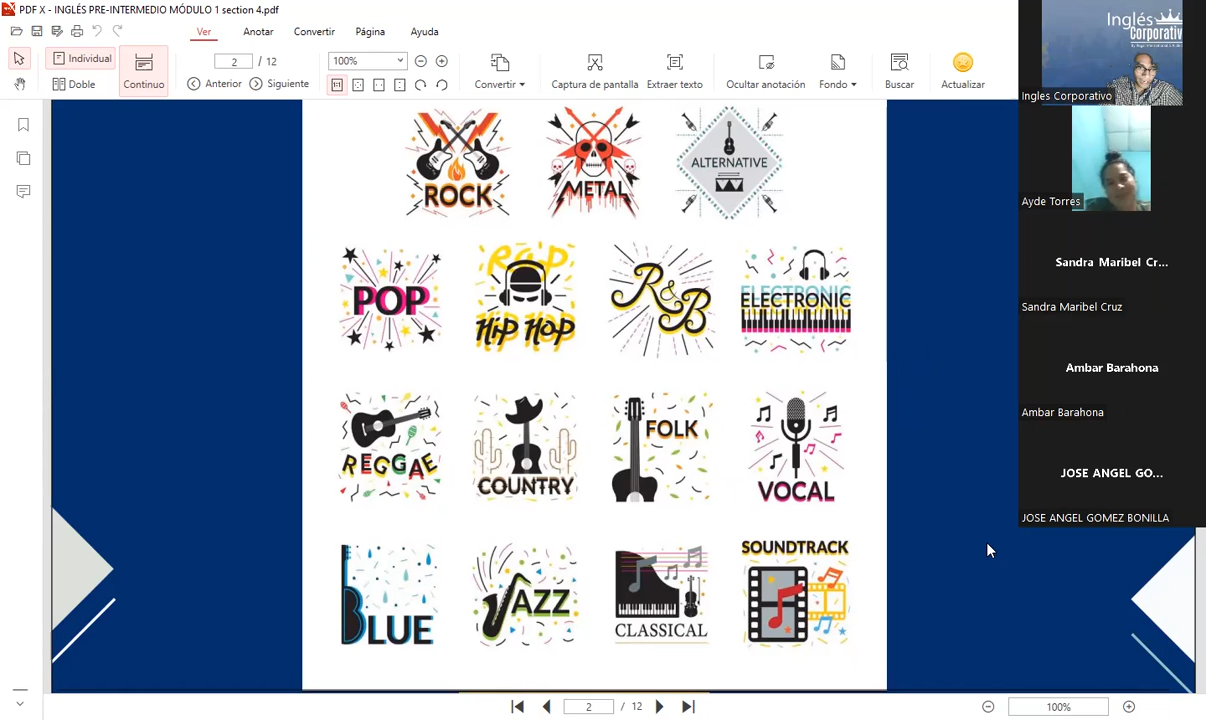 PDF X - INGLÉS PRE-INTERMEDIO MÓDULO 1 section 4.pdf
Ver
Anotar
Convertir
Página
Ayuda
Individual
Doble
Continuo
2 / 12
Anterior
Siguiente
100%
Convertir
Captura de pantalla
Extraer texto
Ocultar anotación
Fondo
Buscar
Actualizar
ROCK
METAL
ALTERNATIVE
POP
RAP
HIP HOP
R&B
ELECTRONIC
REGGAE
COUNTRY
FOLK
VOCAL
BLUE
JAZZ
CLASSICAL
SOUNDTRACK
Inglés
Corporativ
Ingles Corporativo
Ayde Torres
Sandra Maribel Cr...
Sandra Maribel Cruz
Ambar Barahona
Ambar Barahona
JOSE ANGEL GO...
JOSE ANGEL GOMEZ BONILLA
2 / 12
100%